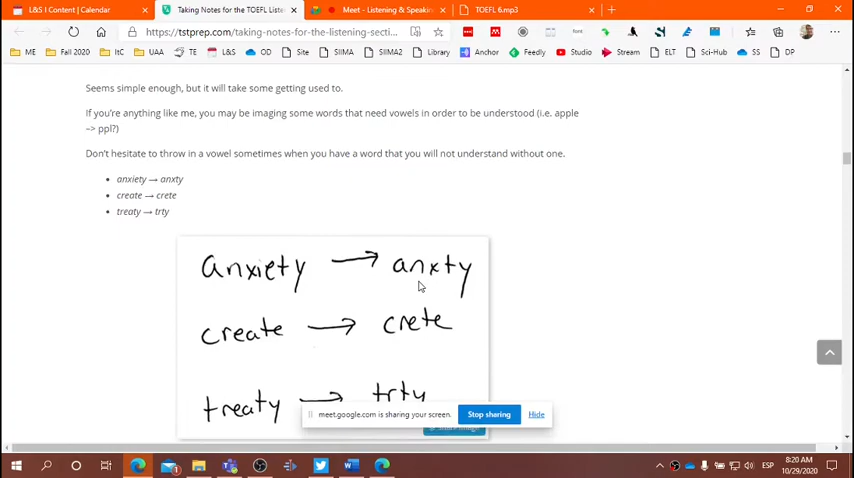 L&S I Content | Calendar
Taking Notes for the TOEFL Listen
Meet - Listening & Speaking
TOEFL 6.mp3
https://tstprep.com/taking-notes-for-the-listening-secti...
ME
Fall 2020
ItC
UAA
TE
L&S
OD
Site
SIIMA
SIIMA2
Library
Anchor
Feedly
Studio
Stream
ELT
Sci-Hub
SS
DP
Seems simple enough, but it will take some getting used to.
If you're anything like me, you may be imaging some words that need vowels in order to be understood (i.e. apple
–> ppl?)
Don't hesitate to throw in a vowel sometimes when you have a word that you will not understand without one.
• anxiety → anxty
• create → crete
• treaty → trty
anxiety → anxty
create → crete
treaty → trty
meet.google.com is sharing your screen.
Stop sharing
Hide
ESP
8:20 AM
10/29/2020